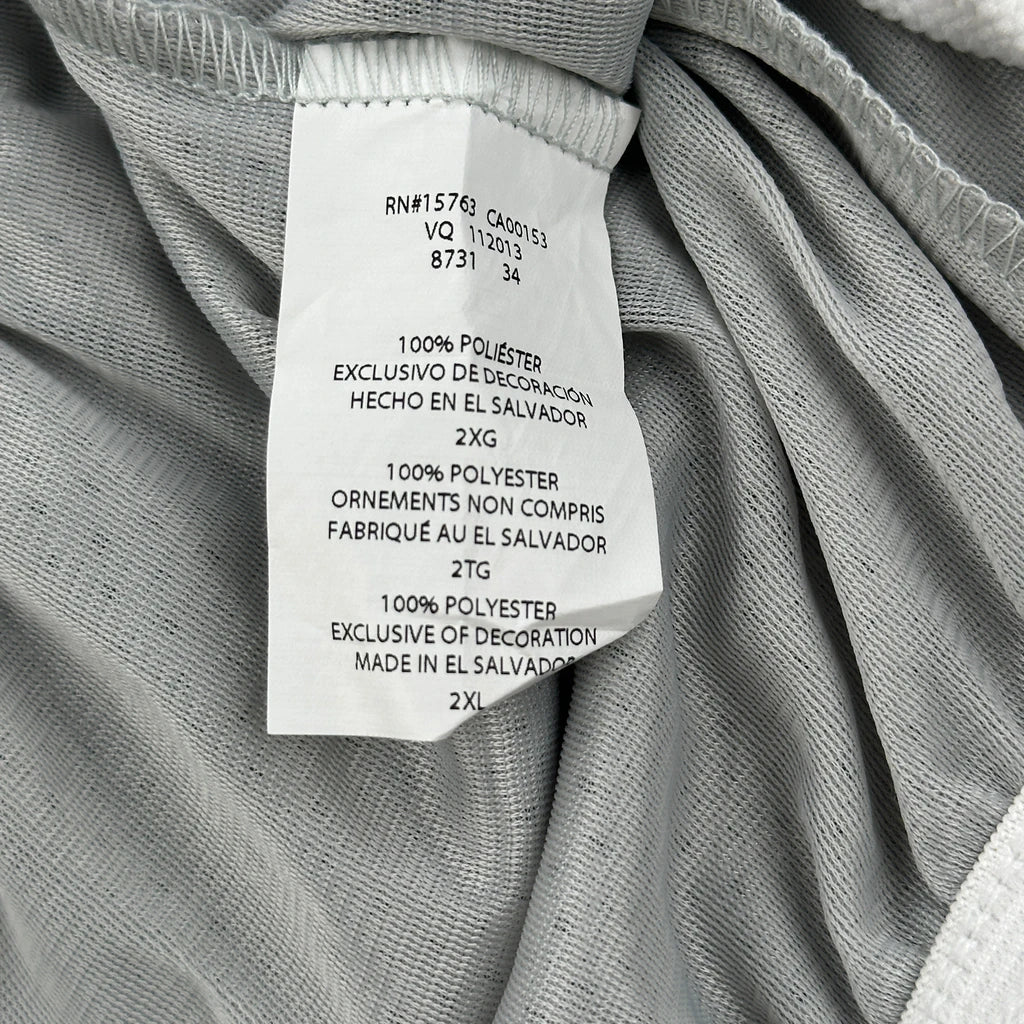 RN#15763 CA00153
VQ 112013
8731 34
100% POLIÉSTER
EXCLUSIVO DE DECORACIÓN
HECHO EN EL SALVADOR
2XG
100% POLYESTER
ORNEMENTS NON COMPRIS
FABRIQUÉ AU EL SALVADOR
2TG
100% POLYESTER
EXCLUSIVE OF DECORATION
MADE IN EL SALVADOR
2XL